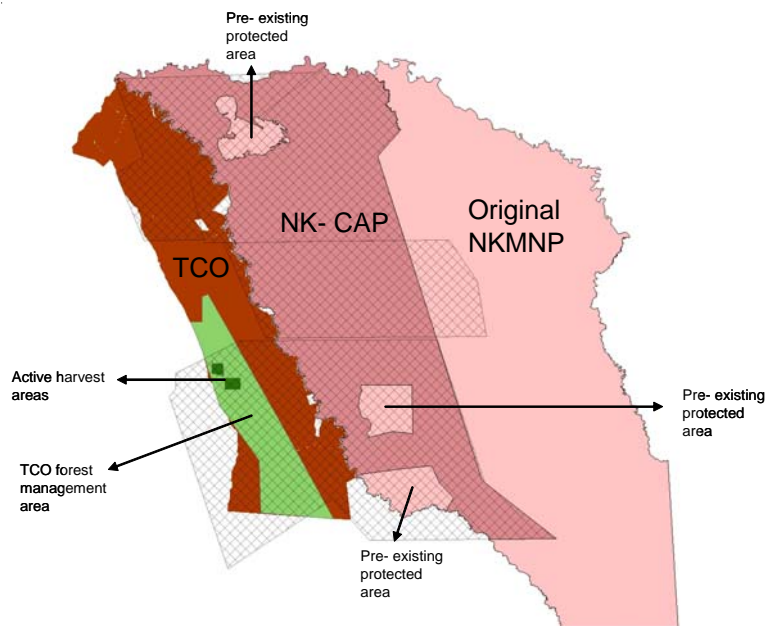 Pre- existing
protected
area
NK- CAP
Original
NKMNP
TCO
Active harvest
areas
Pre- existing
protected
area
TCO forest
management
area
Pre- existing
protected
area